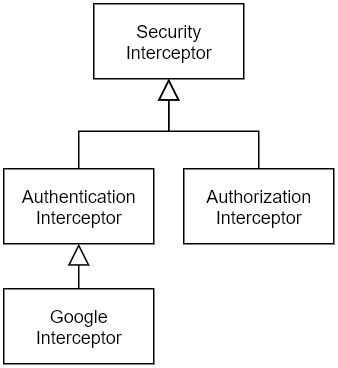 Security
Interceptor
Authentication
Interceptor
Authorization
Interceptor
Google
Interceptor